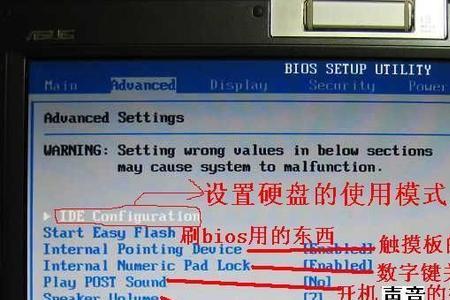 ASUS
BIOS SETUP UTILITY
Main Advanced Display Security Power
Advanced Settings
WARNING: Setting wrong values in below sections
may cause system to malfunction.
设置硬盘的使用模式
▶ IDE Configuration
Start Easy Flash
刷bios用的东西
Internal Pointing Device [Enabled]
触摸板的
Internal Numeric Pad Lock [Enabled]
数字键
Play POST Sound [No]
开机声音的
Speaker Volume